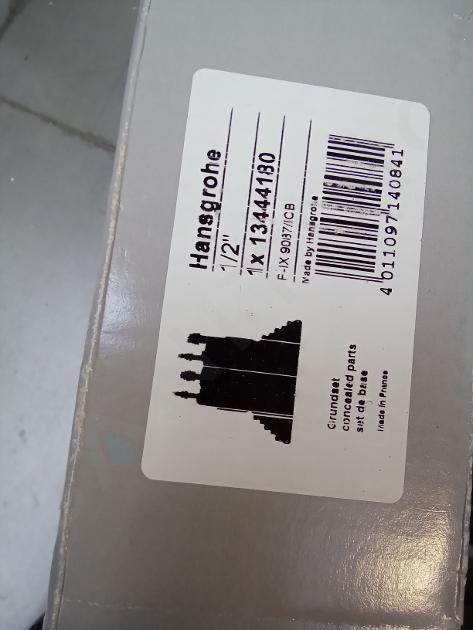 Hansgrohe
1/2"
1 x 13444180
P-IX 9087/ICB
Made by Hansgrohe
4 011097 140841
Grundset
concealed parts
set de base
Made in France